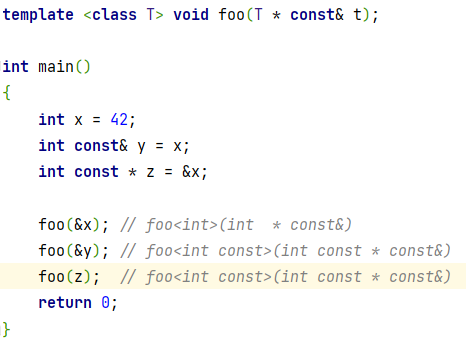 template <class T> void foo(T * const& t);
int main()
{
int x = 42;
int const& y = x;
int const * z = &x;
foo(&x); // foo<int>(int  * const&)
foo(&y); // foo<int const>(int const * const&)
foo(z);  // foo<int const>(int const * const&)
return 0;
}